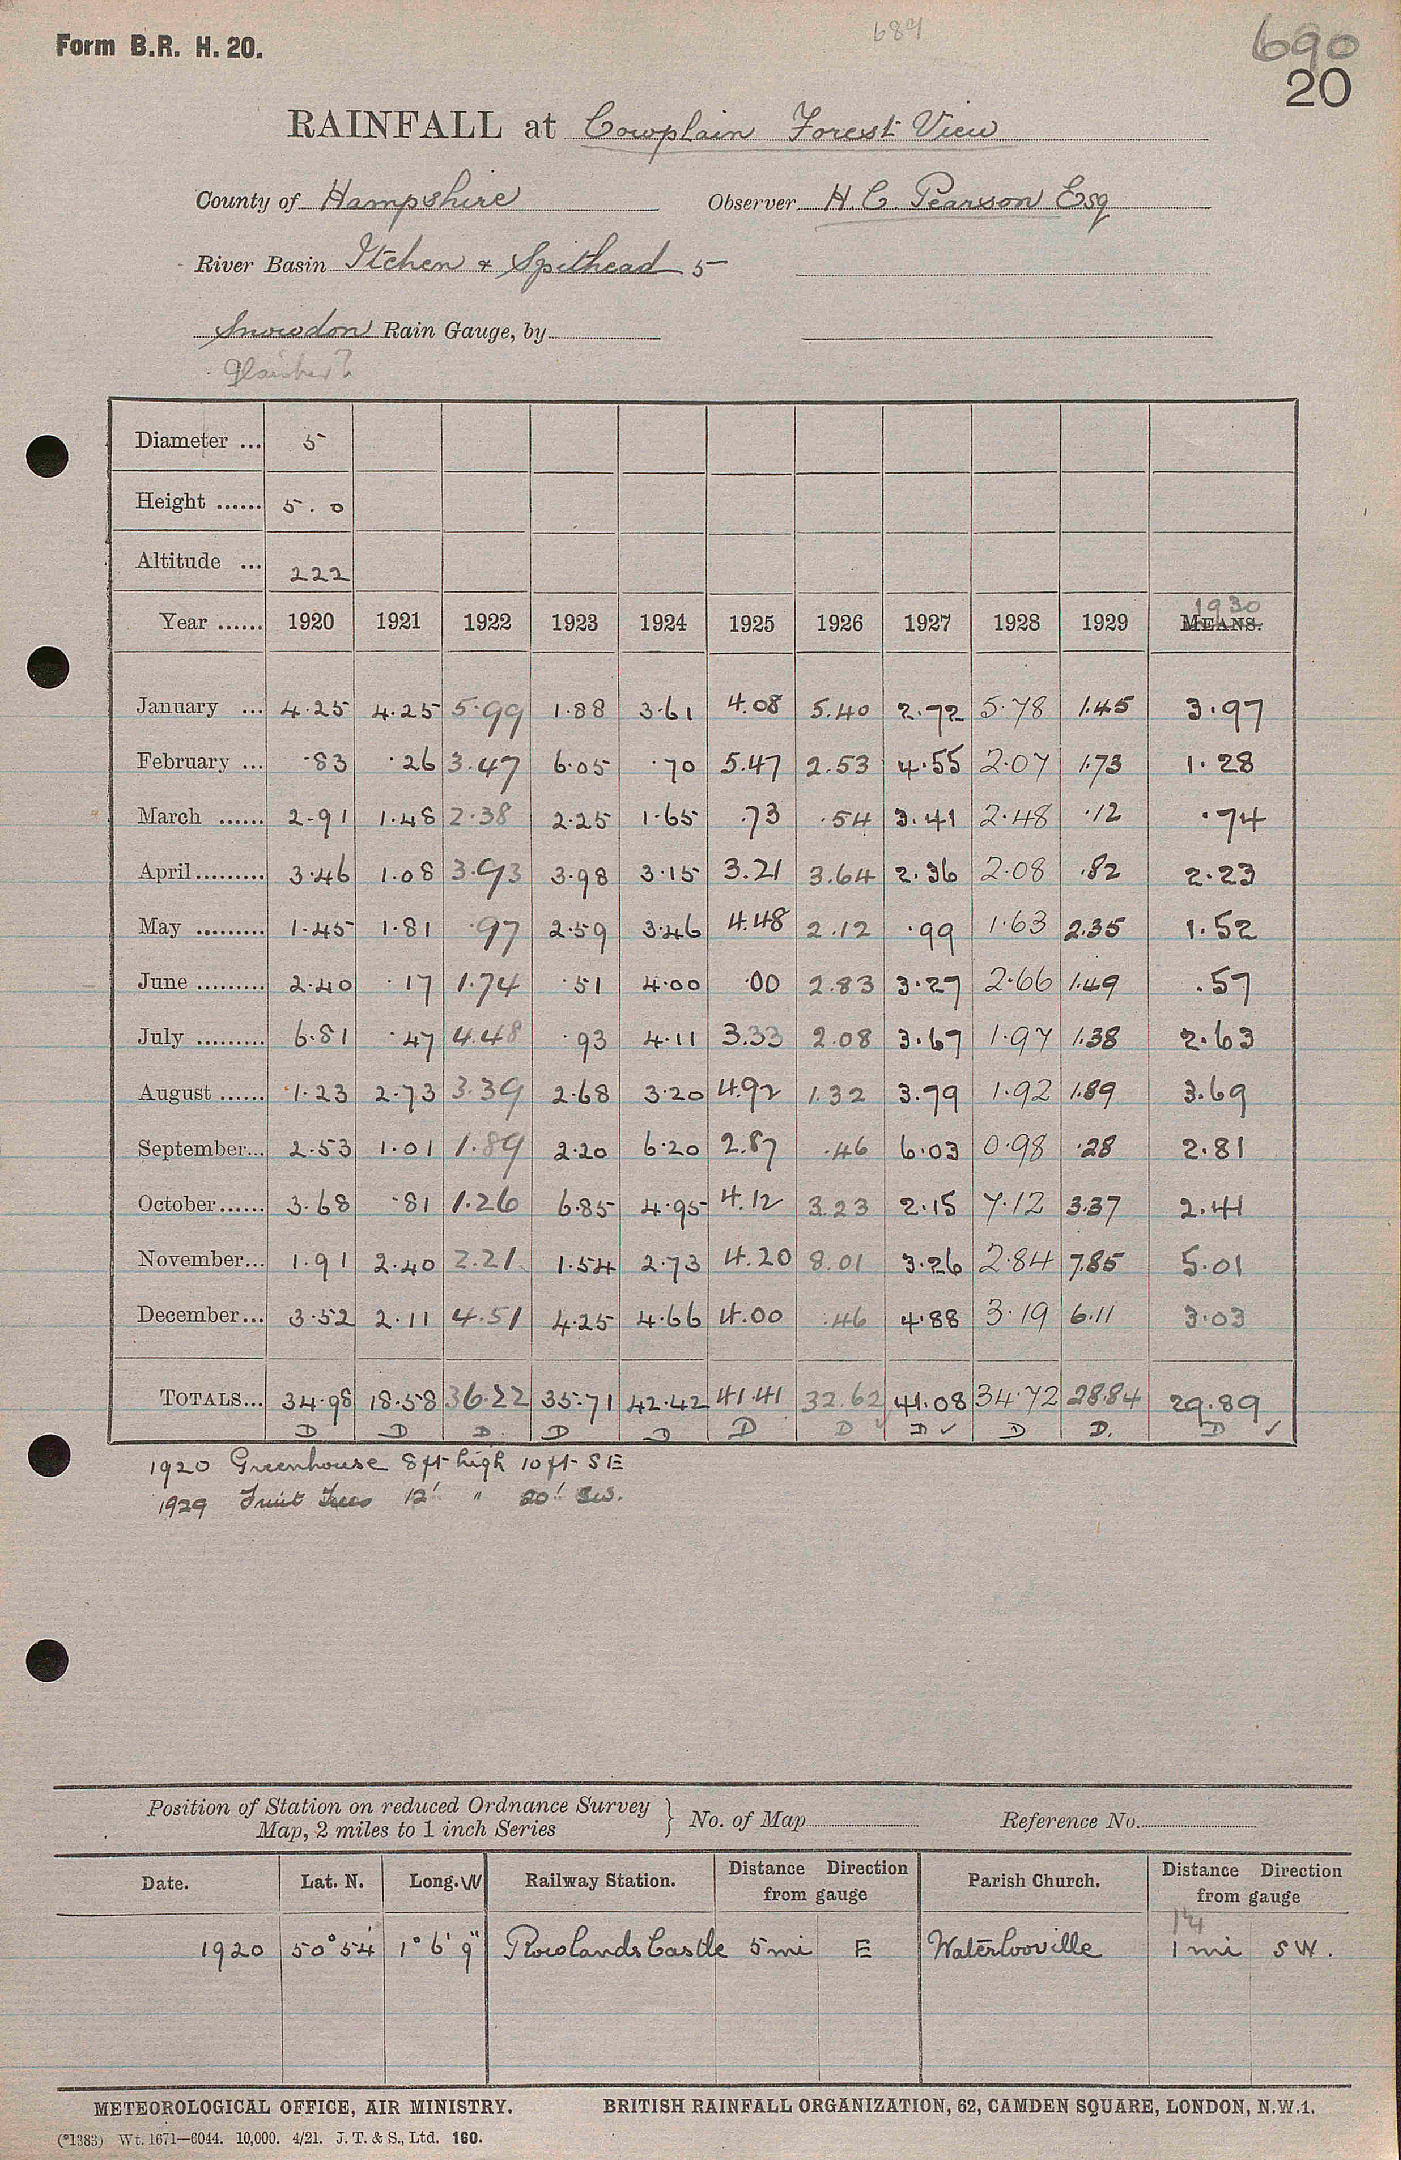 689
690
Form B.R. H. 20.
20
RAINFALL at Cowplain Forest View
County of Hampshire Observer H. C. Pearson Esq
River Basin Itchen + Spithead 5
Snowdon Rain Gauge, by
Diameter ... 5
Height ...... 5.0
Altitude ... 222
1930
Year ...... 1920 1921 1922 1923 1924 1925 1926 1927 1928 1929 MEANS.
January ... 4.25 4.25 5.99 1.88 3.61 4.08 5.40 2.72 5.78 1.45 3.97
February ... .83 .26 3.47 6.05 .70 5.47 2.53 4.55 2.07 1.73 1.28
March ...... 2.91 1.48 2.38 2.25 1.65 .73 .54 3.41 2.48 .12 .74
April ......... 3.46 1.08 3.93 3.98 3.15 3.21 3.64 2.36 2.08 .82 2.23
May ......... 1.45 1.81 .97 2.59 3.46 4.48 2.12 .99 1.63 2.35 1.52
June ......... 2.40 .17 1.74 .51 4.00 .00 2.83 3.27 2.66 1.49 .57
July ......... 6.81 .47 4.48 .93 4.11 3.33 2.08 3.67 1.97 1.38 2.63
August ...... 1.23 2.73 3.39 2.68 3.20 4.92 1.32 3.79 1.92 1.89 3.69
September... 2.53 1.01 1.89 2.20 6.20 2.87 .46 6.03 0.98 .28 2.81
October ...... 3.68 .81 1.26 6.85 4.95 4.12 3.23 2.15 7.12 3.37 2.41
November... 1.91 2.40 2.21 1.54 2.73 4.20 8.01 3.26 2.84 7.85 5.01
December... 3.52 2.11 4.51 4.25 4.66 4.00 .46 4.88 3.19 6.11 3.03
TOTALS... 34.98 18.58 36.22 35.71 42.42 41.41 32.62 41.08 34.72 28.84 29.89
D D D. D D D D ✓ D ✓ D D. D ✓
1920 Greenhouse 8 ft high 10 ft SE
1929 Fruit Trees 12' " 20' SW.
Position of Station on reduced Ordnance Survey
Map, 2 miles to 1 inch Series } No. of Map Reference No.
Date. Lat. N. Long. W Railway Station. Distance Direction from gauge Parish Church. Distance Direction from gauge
1¼
1920 50° 54' 1° 6' 9" Rowlands Castle 5 mi E Waterlooville 1 mi SW.
METEOROLOGICAL OFFICE, AIR MINISTRY. BRITISH RAINFALL ORGANIZATION, 62, CAMDEN SQUARE, LONDON, N.W.1.
(*1383) Wt. 1671—6044. 10,000. 4/21. J. T. & S., Ltd. 160.